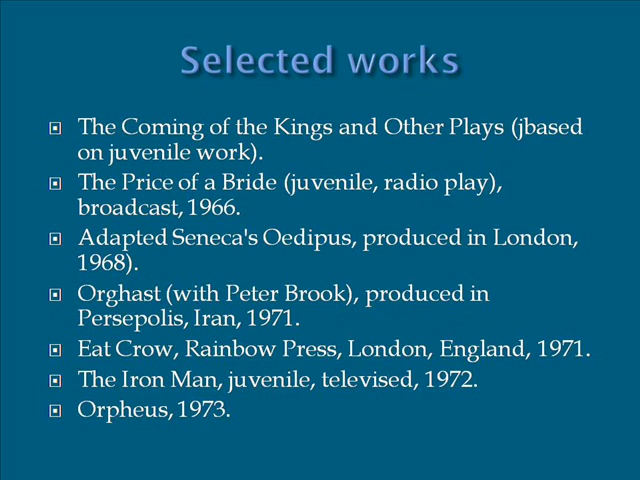 Selected works
The Coming of the Kings and Other Plays (jbased
on juvenile work).
The Price of a Bride (juvenile, radio play),
broadcast, 1966.
Adapted Seneca's Oedipus, produced in London,
1968).
Orghast (with Peter Brook), produced in
Persepolis, Iran, 1971.
Eat Crow, Rainbow Press, London, England, 1971.
The Iron Man, juvenile, televised, 1972.
Orpheus, 1973.